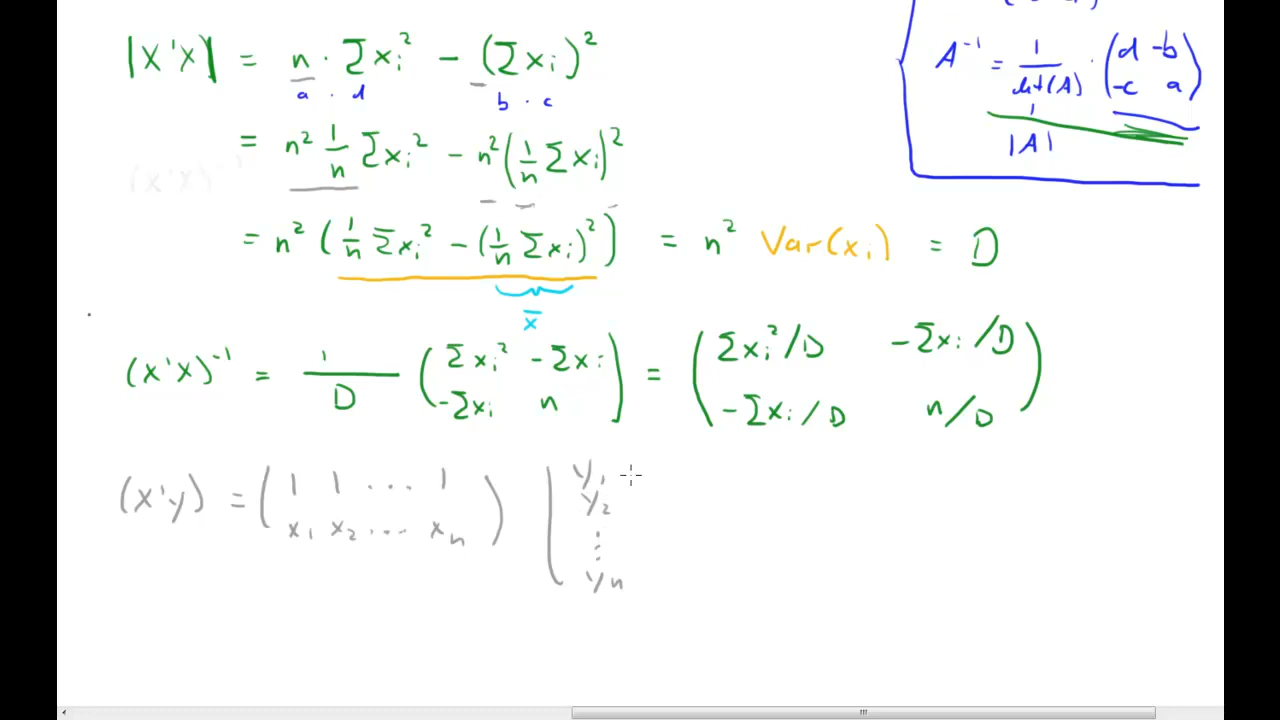 |X'X| = n · Σxᵢ² − (Σxᵢ)²
a · d b · c
= n² 1/n Σxᵢ² − n² (1/n Σxᵢ)²
= n² (1/n Σxᵢ² − (1/n Σxᵢ)²) = n² Var(xᵢ) = D
x̄
(X'X)⁻¹ = 1/D (Σxᵢ² −Σxᵢ
−Σxᵢ n) = (Σxᵢ²/D −Σxᵢ/D
−Σxᵢ/D n/D)
(X'y) = (1 1 ... 1
x₁ x₂ ... xₙ) (y₁
y₂
⋮
yₙ
A⁻¹ = 1/det(A) · (d −b
−c a)
|A|
(X'X)⁻¹